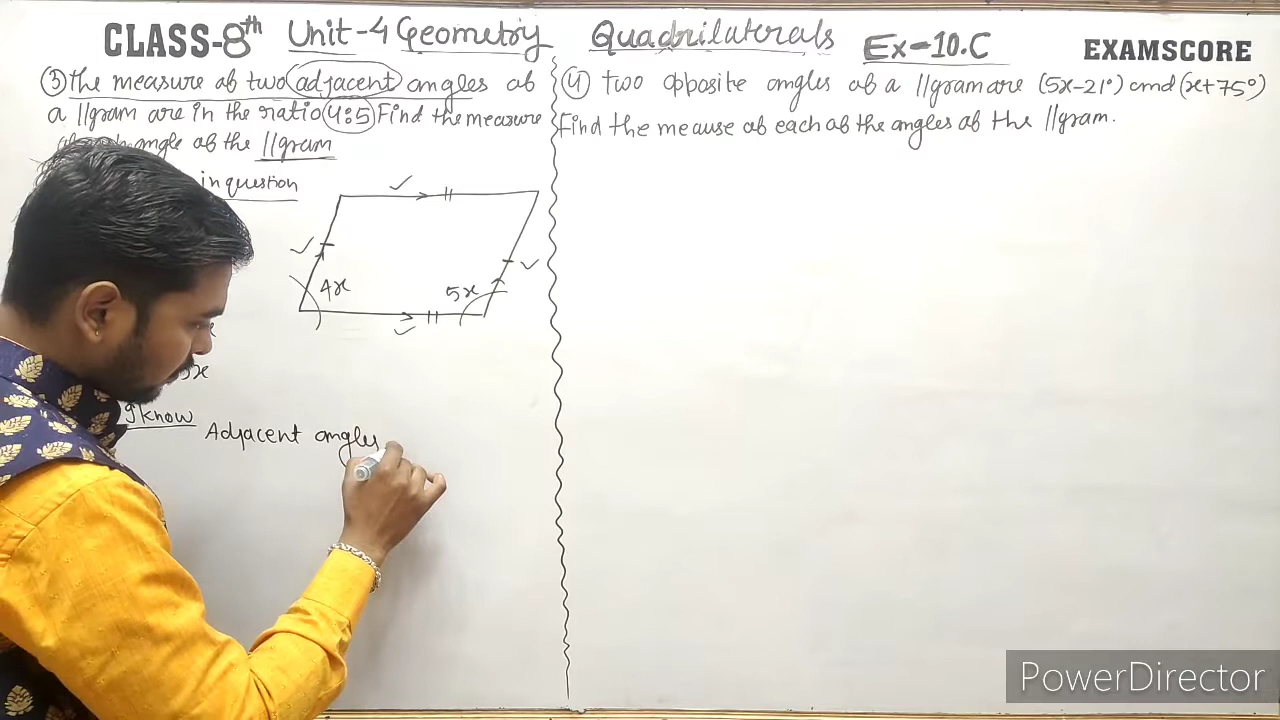 CLASS-8th Unit-4 Geometry Quadrilaterals Ex-10.C EXAMSCORE
③ The measure of two adjacent angles of
a //gram are in the ratio 4:5 Find the measure
angle of the //gram
in question
4x 5x
x
5x
g know
Adjacent angles
④ two opposite angles of a //gram are (5x-21°) and (x+75°)
Find the meause of each of the angles of the //gram.
PowerDirector